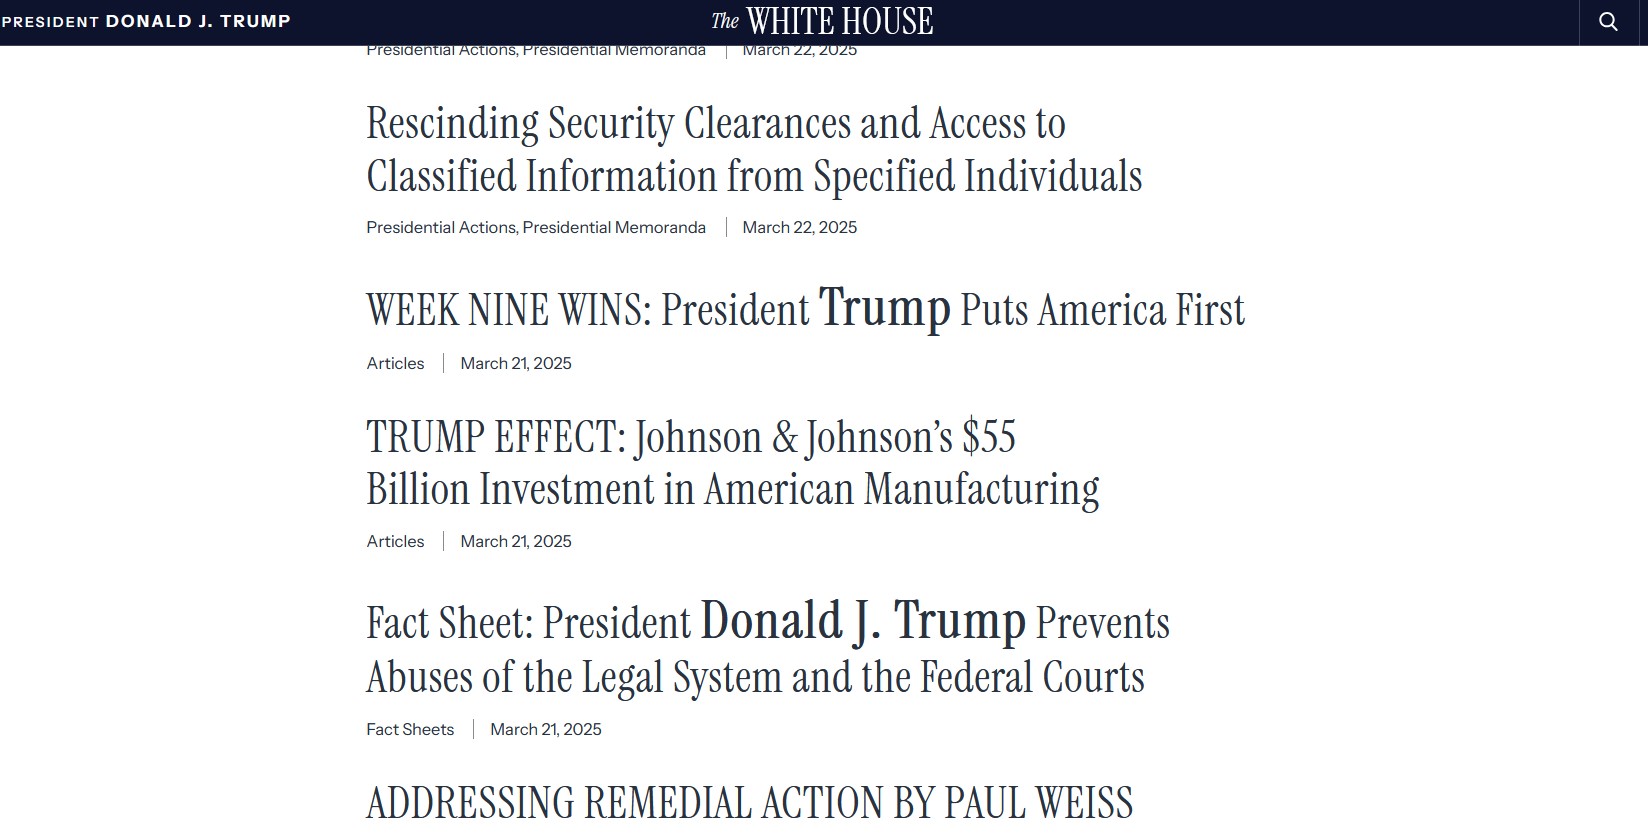 PRESIDENT DONALD J. TRUMP
The WHITE HOUSE
Presidential Actions, Presidential Memoranda March 22, 2025
Rescinding Security Clearances and Access to
Classified Information from Specified Individuals
Presidential Actions, Presidential Memoranda March 22, 2025
WEEK NINE WINS: President Trump Puts America First
Articles March 21, 2025
TRUMP EFFECT: Johnson & Johnson’s $55
Billion Investment in American Manufacturing
Articles March 21, 2025
Fact Sheet: President Donald J. Trump Prevents
Abuses of the Legal System and the Federal Courts
Fact Sheets March 21, 2025
ADDRESSING REMEDIAL ACTION BY PAUL WEISS